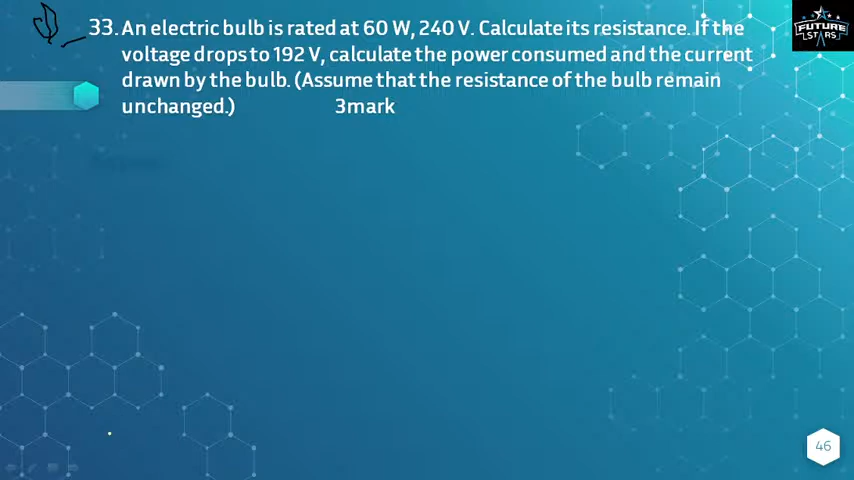 33. An electric bulb is rated at 60 W, 240 V. Calculate its resistance. If the
voltage drops to 192 V, calculate the power consumed and the current
drawn by the bulb. (Assume that the resistance of the bulb remain
unchanged.) 3mark
FUTURE
STARS
46